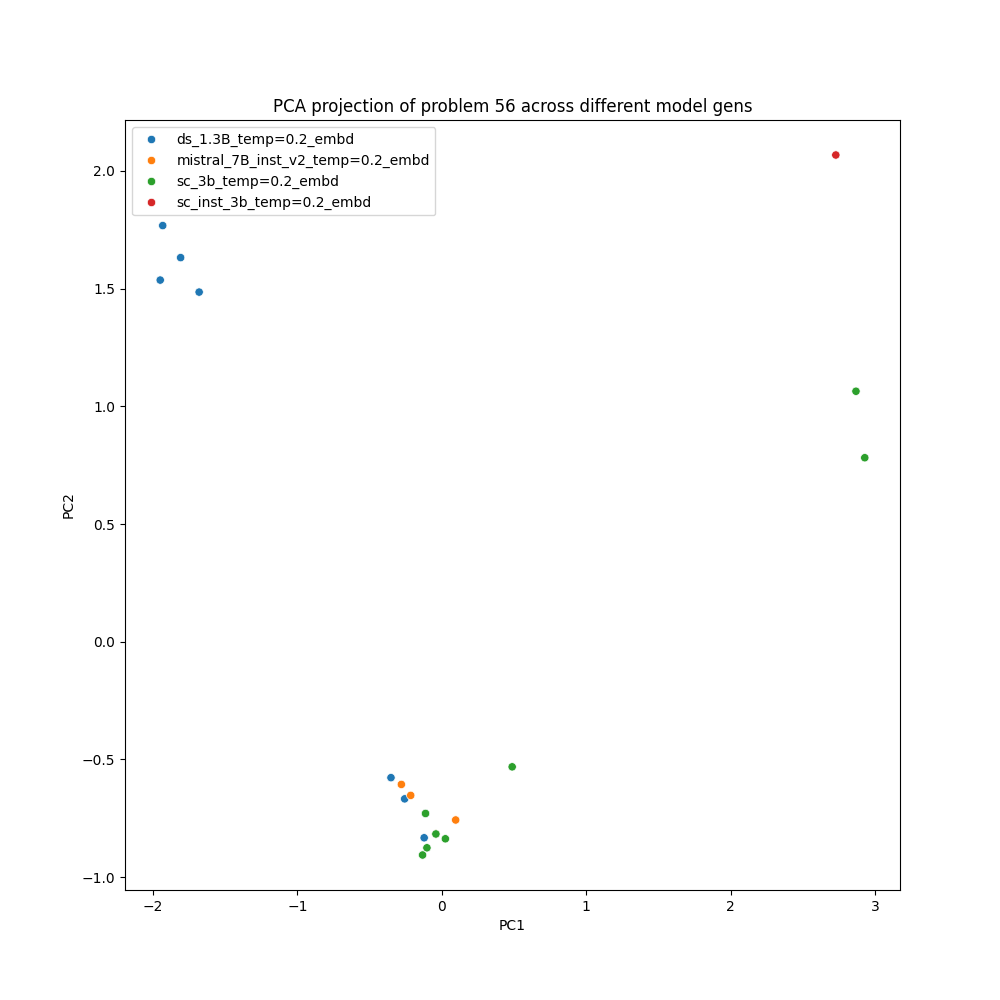 PCA projection of problem 56 across different model gens
ds_1.3B_temp=0.2_embd
mistral_7B_inst_v2_temp=0.2_embd
sc_3b_temp=0.2_embd
sc_inst_3b_temp=0.2_embd
2.0
1.5
1.0
0.5
0.0
−0.5
−1.0
PC2
−2 −1 0 1 2 3
PC1